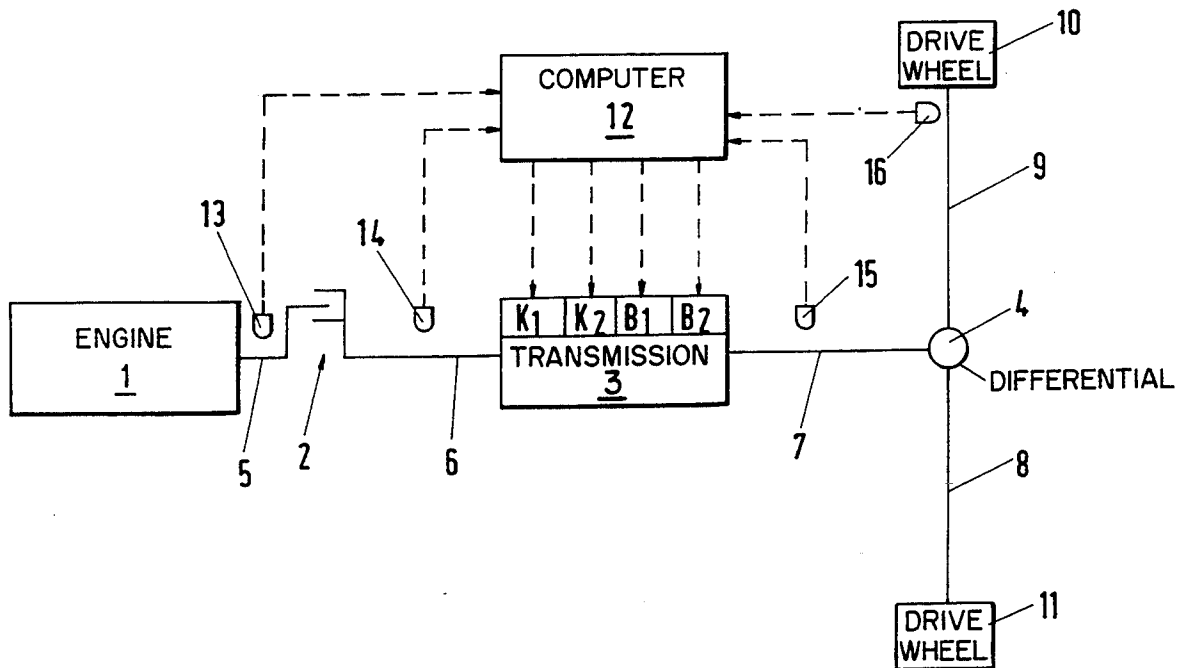 10
DRIVE
WHEEL
COMPUTER
12
16
9
13
14
15
4
K1 K2 B1 B2
ENGINE
1
TRANSMISSION
3
DIFFERENTIAL
5
2
6
7
8
DRIVE
WHEEL
11